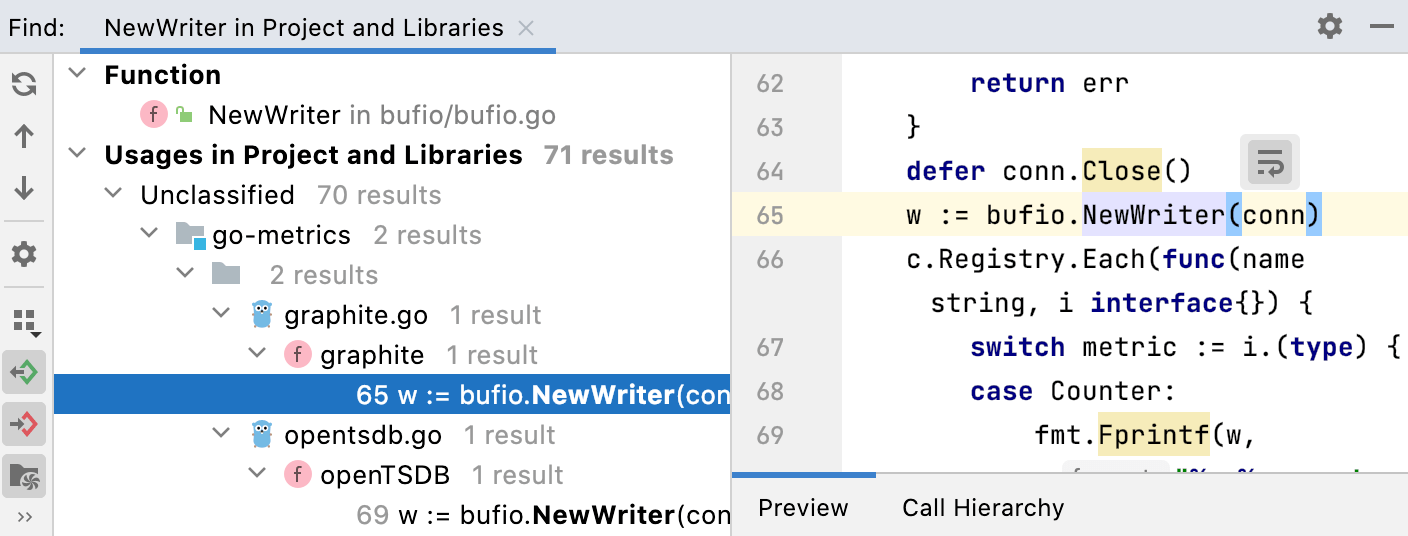 Find: NewWriter in Project and Libraries
Function
f NewWriter in bufio/bufio.go
Usages in Project and Libraries 71 results
Unclassified 70 results
go-metrics 2 results
2 results
graphite.go 1 result
f graphite 1 result
65 w := bufio.NewWriter(con
opentsdb.go 1 result
f openTSDB 1 result
69 w := bufio.NewWriter(con
62 return err
63 }
64 defer conn.Close()
65 w := bufio.NewWriter(conn)
66 c.Registry.Each(func(name
string, i interface{}) {
67 switch metric := i.(type) {
68 case Counter:
69 fmt.Fprintf(w,
Preview Call Hierarchy